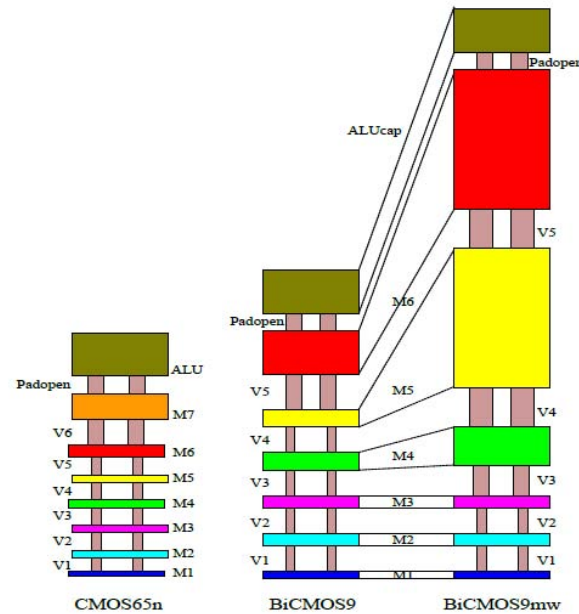 Padopen
ALUcap
V5
M6
Padopen
ALU
Padopen
V5
M5
M7
V4
V6
V4
M4
M6
V5
M5
V3
V3
V4
M4
M3
V3
M3
V2
V2
V2
M2
M2
V1
V1
V1
M1
M1
CMOS65n
BiCMOS9
BiCMOS9mw